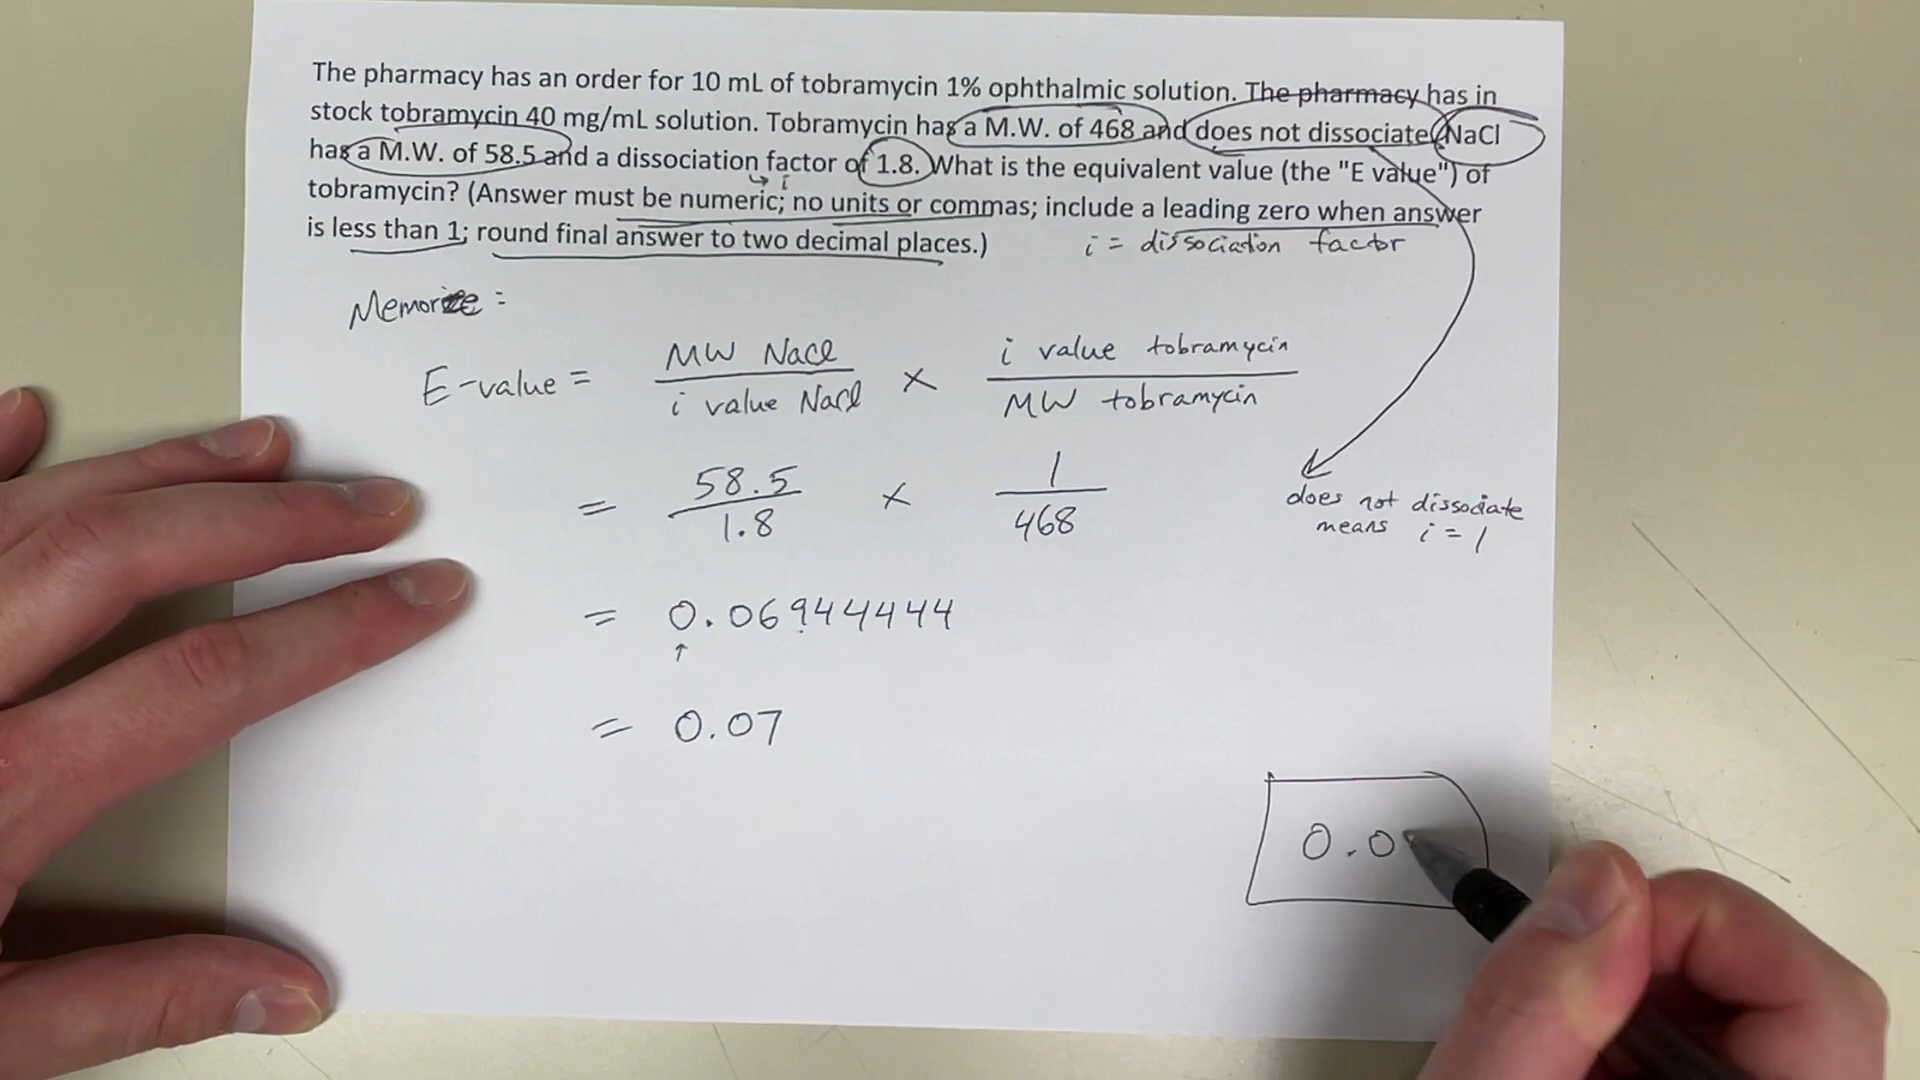 The pharmacy has an order for 10 mL of tobramycin 1% ophthalmic solution. The pharmacy has in
stock tobramycin 40 mg/mL solution. Tobramycin has a M.W. of 468 and does not dissociate. NaCl
has a M.W. of 58.5 and a dissociation factor of 1.8. What is the equivalent value (the "E value") of
↳ i
tobramycin? (Answer must be numeric; no units or commas; include a leading zero when answer
is less than 1; round final answer to two decimal places.)
i = dissociation factor
Memorize:
E-value = MW NaCl / i value NaCl × i value tobramycin / MW tobramycin
= 58.5 / 1.8 × 1 / 468
does not dissociate
means i = 1
= 0.06944444
↑
= 0.07
0.0